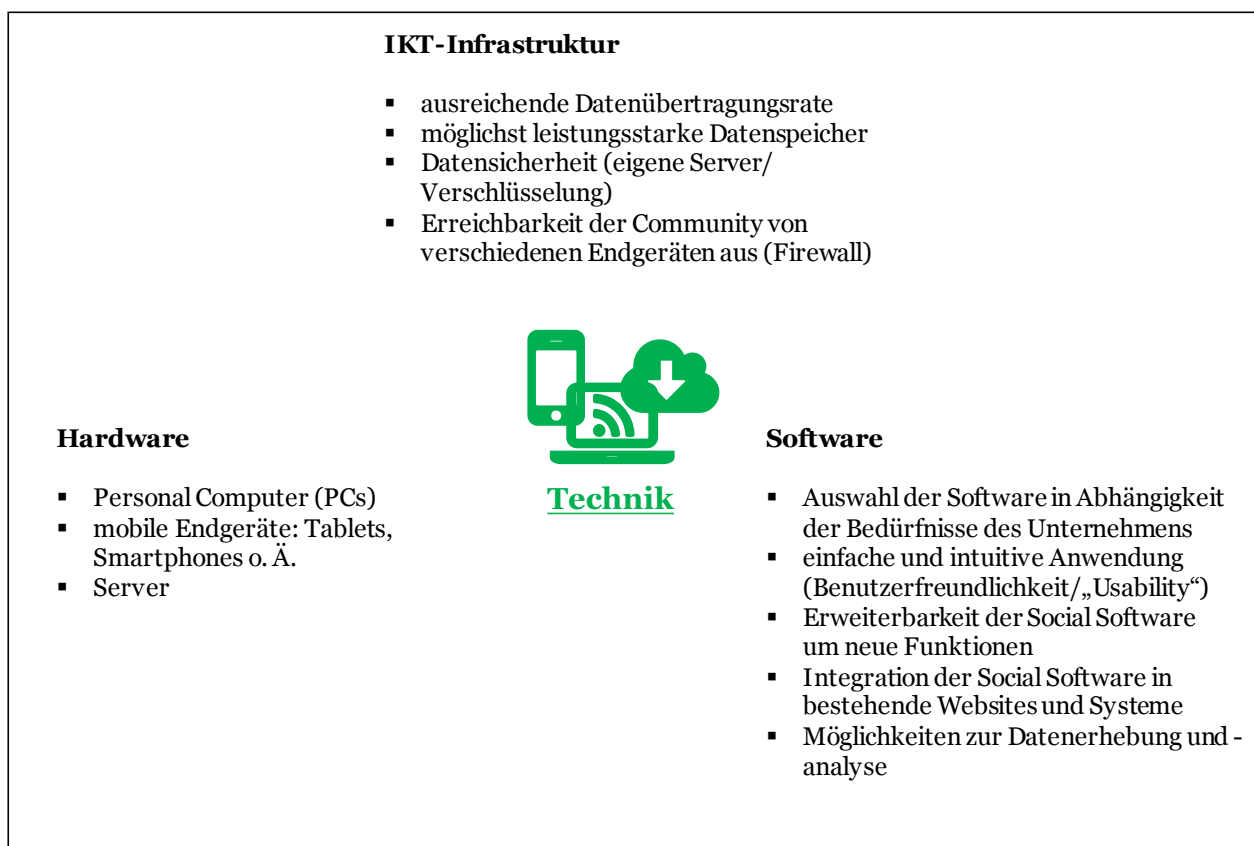 IKT-Infrastruktur
▪ ausreichende Datenübertragungsrate
▪ möglichst leistungsstarke Datenspeicher
▪ Datensicherheit (eigene Server/
Verschlüsselung)
▪ Erreichbarkeit der Community von
verschiedenen Endgeräten aus (Firewall)
Hardware
▪ Personal Computer (PCs)
▪ mobile Endgeräte: Tablets,
Smartphones o. Ä.
▪ Server
Technik
Software
▪ Auswahl der Software in Abhängigkeit
der Bedürfnisse des Unternehmens
▪ einfache und intuitive Anwendung
(Benutzerfreundlichkeit/„Usability“)
▪ Erweiterbarkeit der Social Software
um neue Funktionen
▪ Integration der Social Software in
bestehende Websites und Systeme
▪ Möglichkeiten zur Datenerhebung und -
analyse